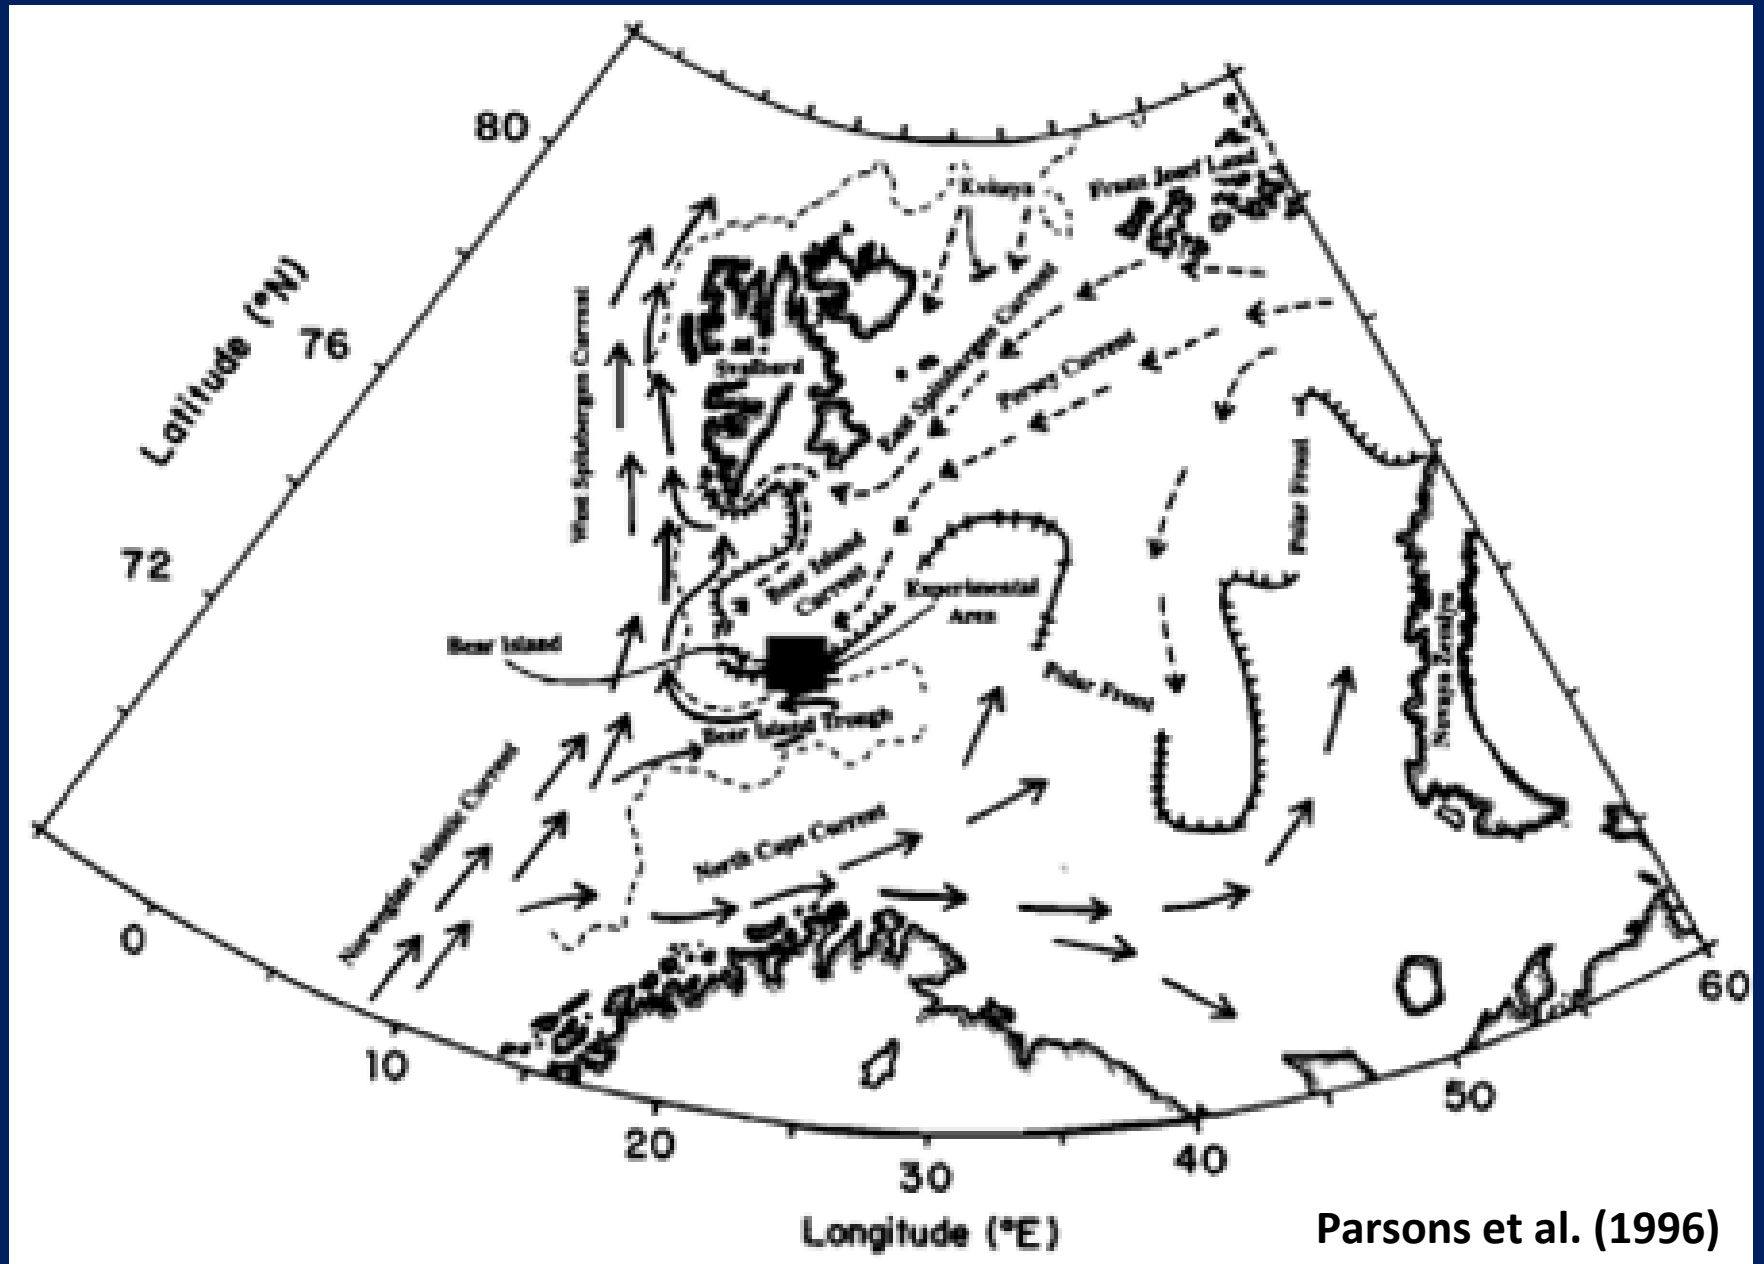 80
Kvitøya
Franz Josef Land
Latitude (°N)
76
West Spitsbergen Current
Svalbard
East Spitsbergen Current
Persey Current
Polar Front
72
Bear Island
Current
Experimental
Area
Bear Island
Polar Front
Novaya Zemlya
Bear Island Trough
Norwegian Atlantic Current
North Cape Current
0
10
20
30
40
50
60
Longitude (°E)
Parsons et al. (1996)